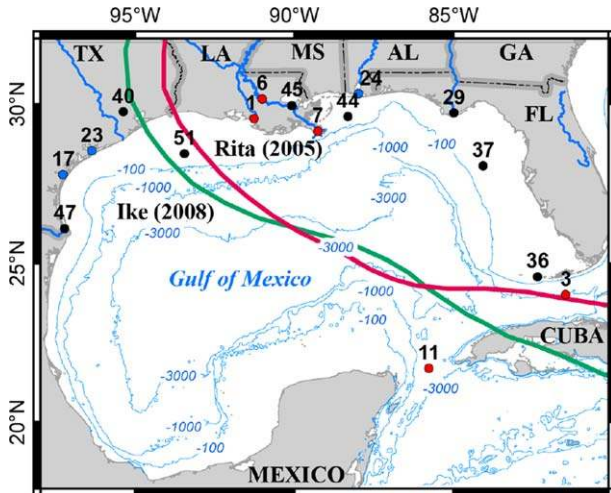 95°W 90°W 85°W
TX LA MS AL GA
30°N
25°N
20°N
6 45 24
40 1 44 29
7 FL
23 51 Rita (2005)
-100 -1000
-100
37
17 -1000
-3000 Ike (2008)
-3000
47
-3000
36
Gulf of Mexico
-1000 3
-100
CUBA
11
-3000
-3000
-1000
-100
MEXICO